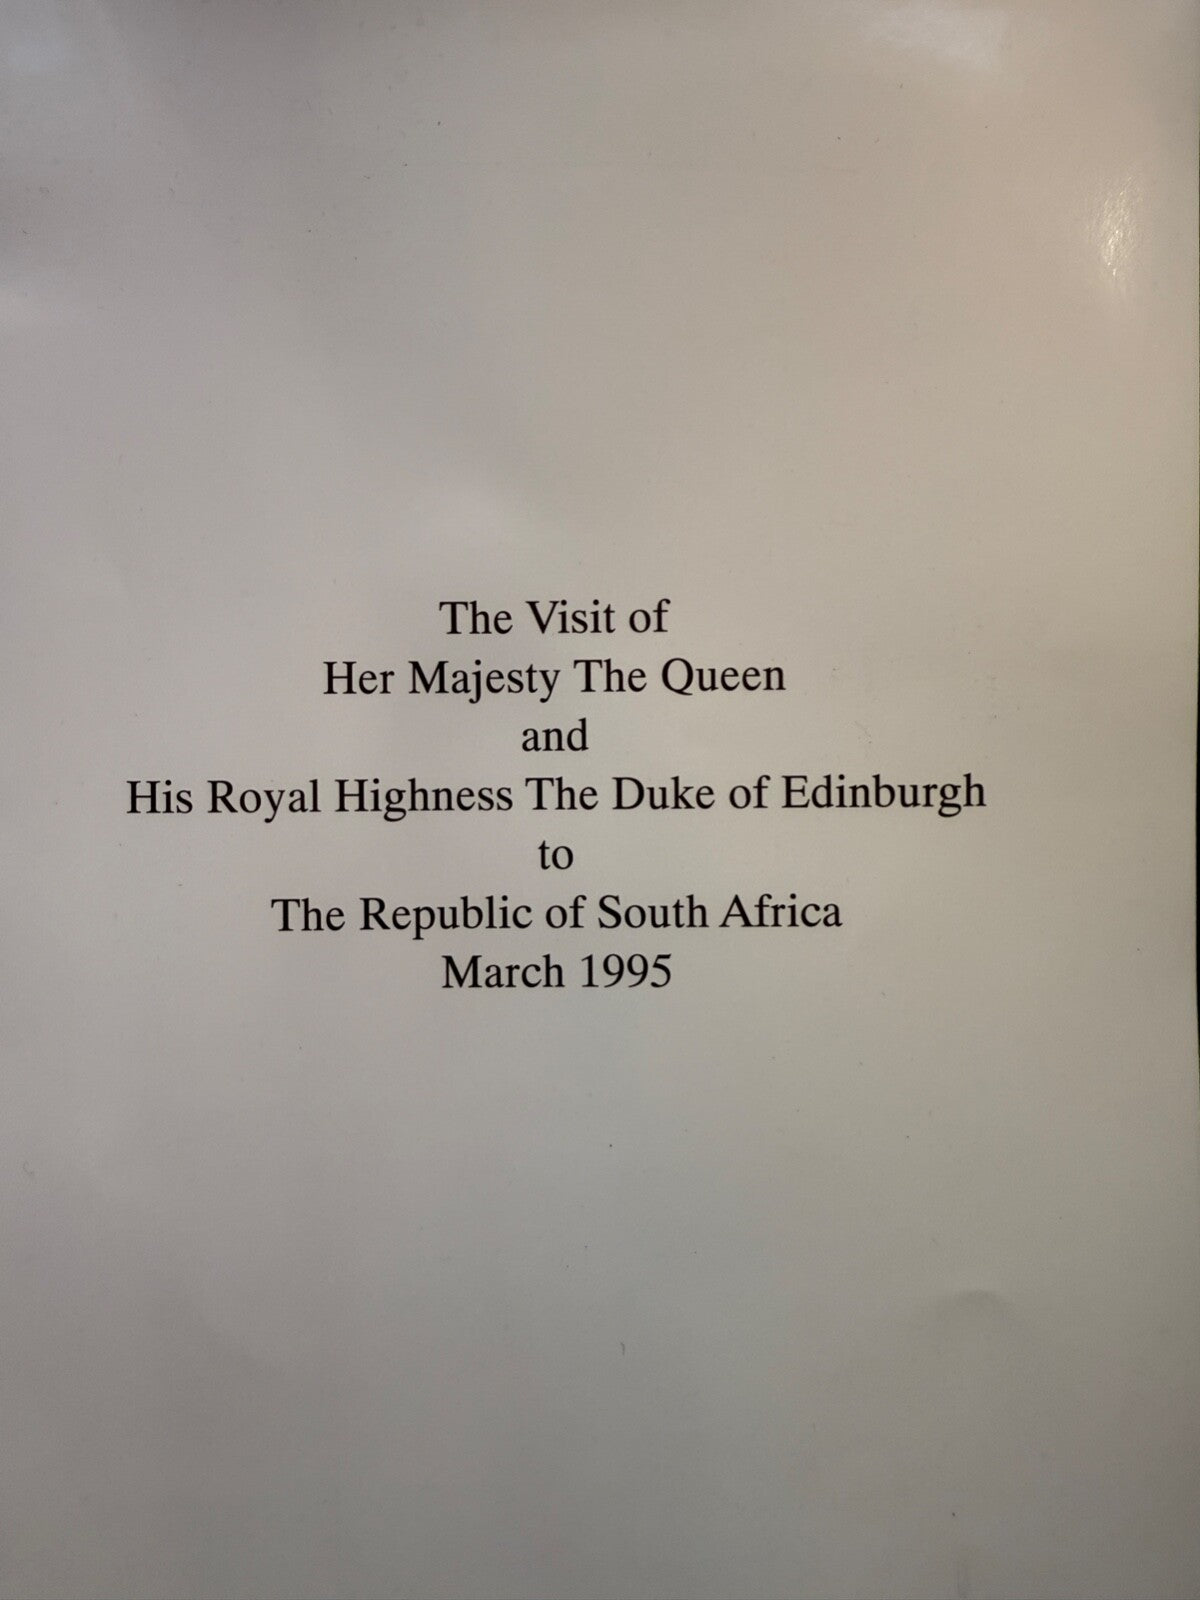 The Visit of
Her Majesty The Queen
and
His Royal Highness The Duke of Edinburgh
to
The Republic of South Africa
March 1995